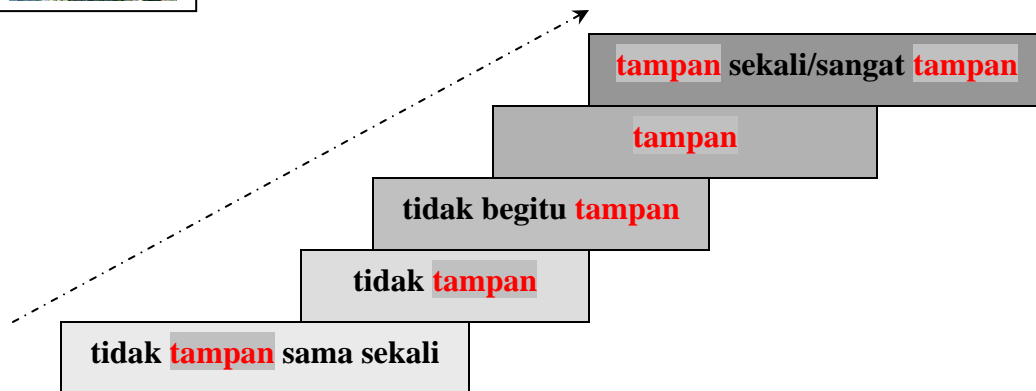 tampan sekali/sangat tampan
tampan
tidak begitu tampan
tidak tampan
tidak tampan sama sekali